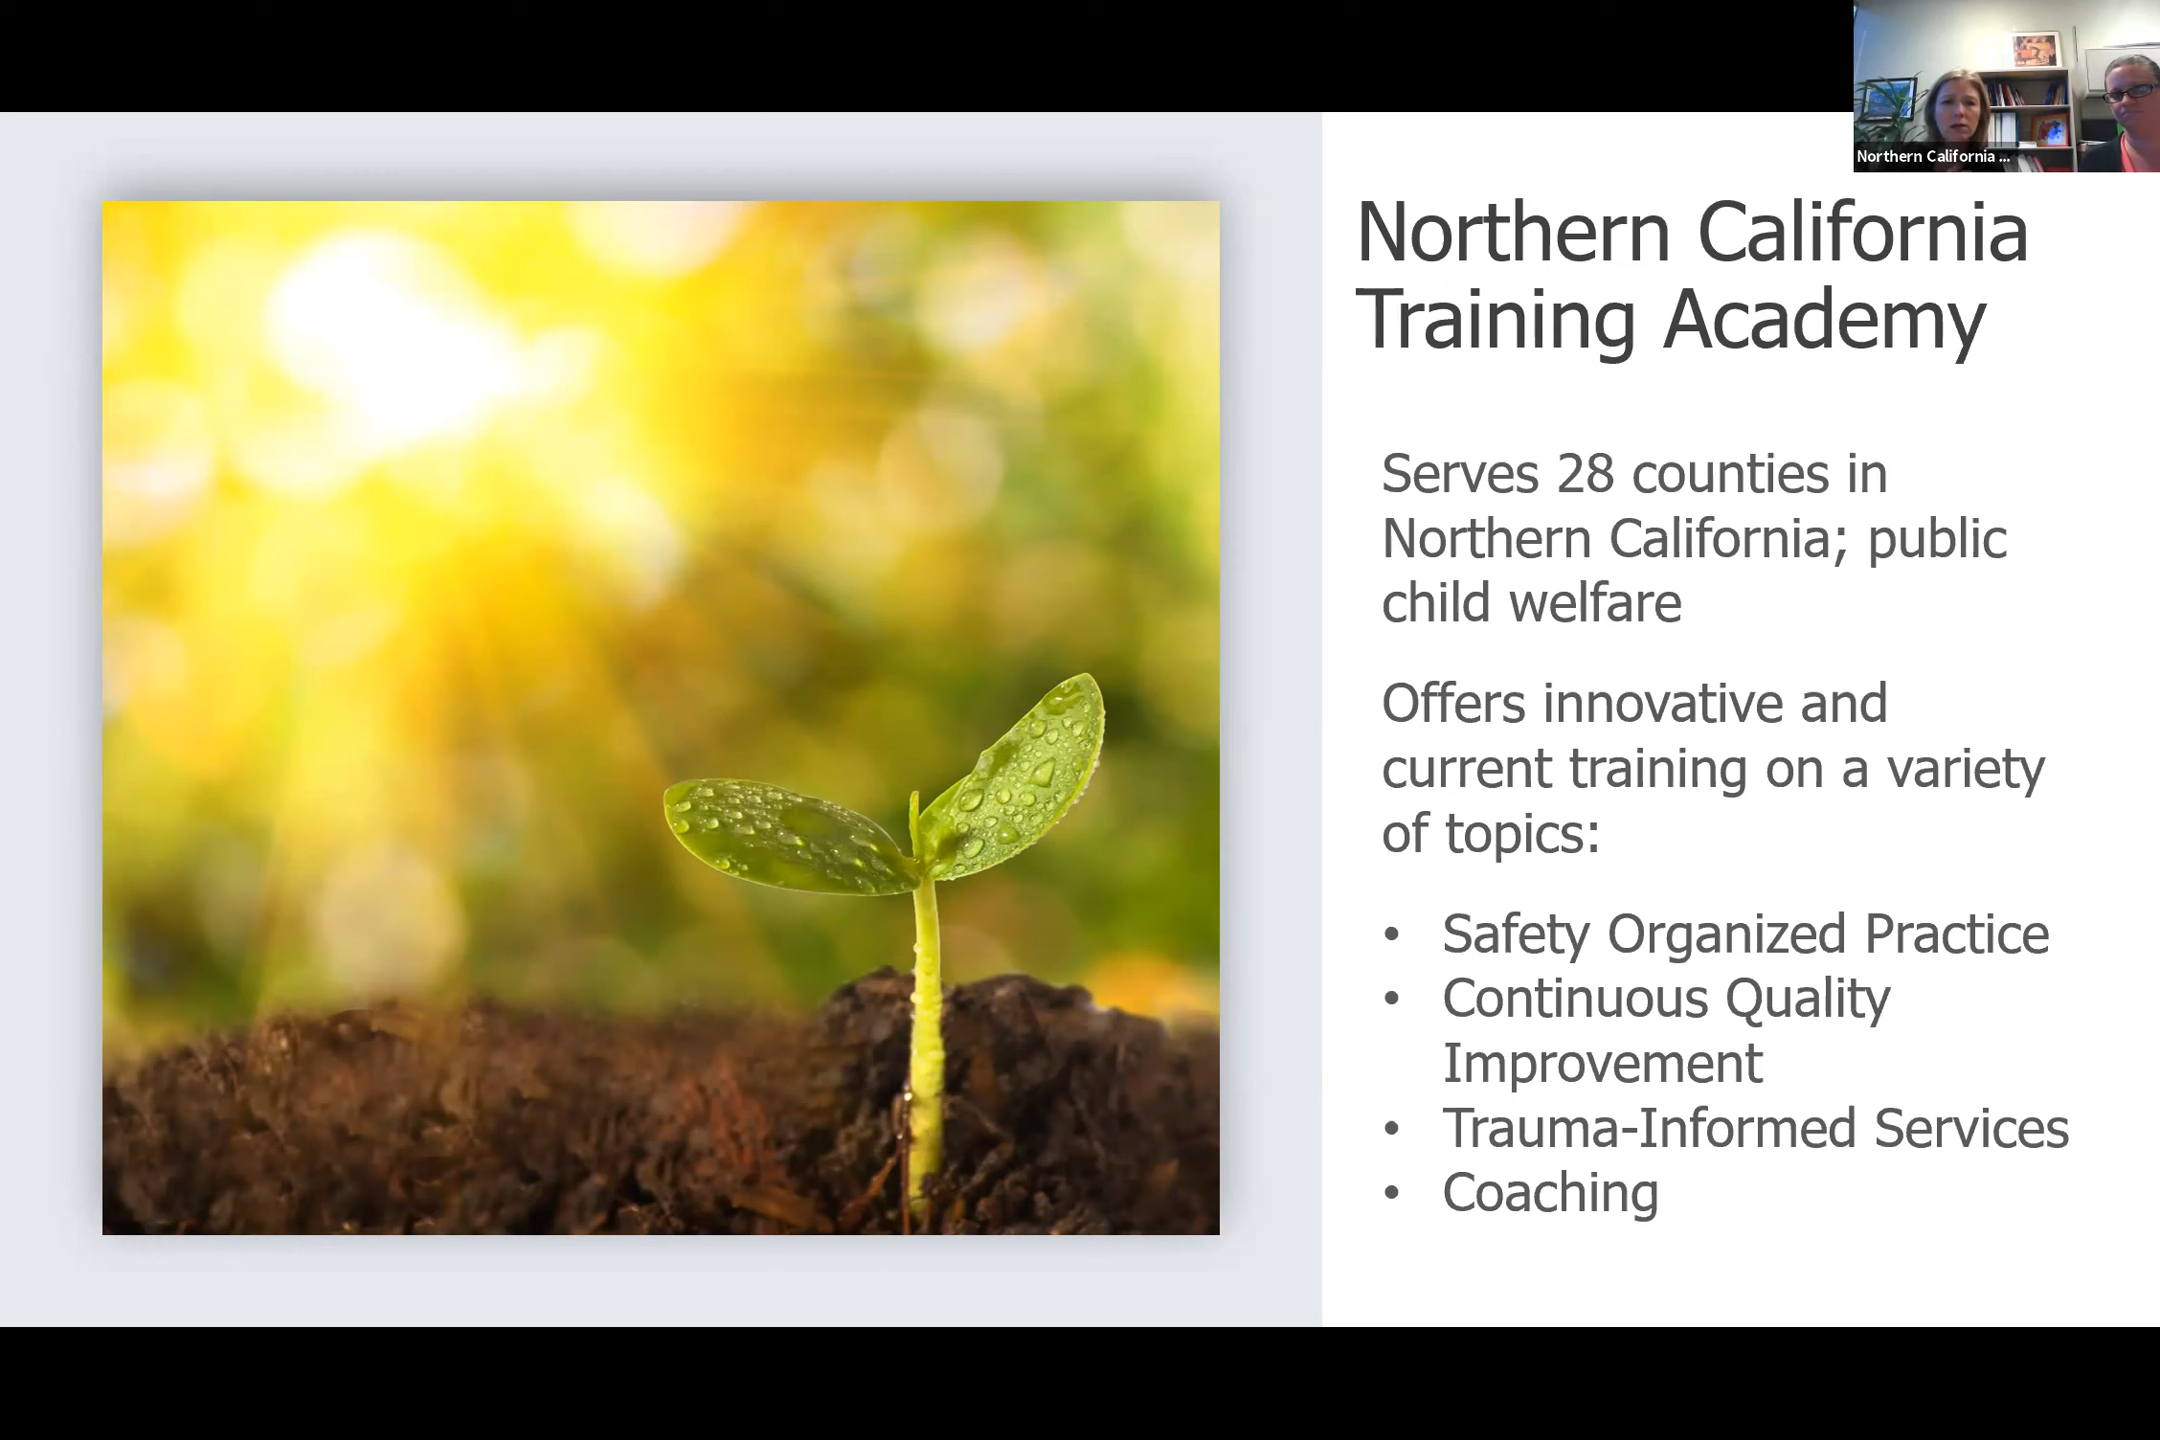 Northern California ...
Northern California
Training Academy
Serves 28 counties in
Northern California; public
child welfare
Offers innovative and
current training on a variety
of topics:
• Safety Organized Practice
• Continuous Quality
Improvement
• Trauma-Informed Services
• Coaching